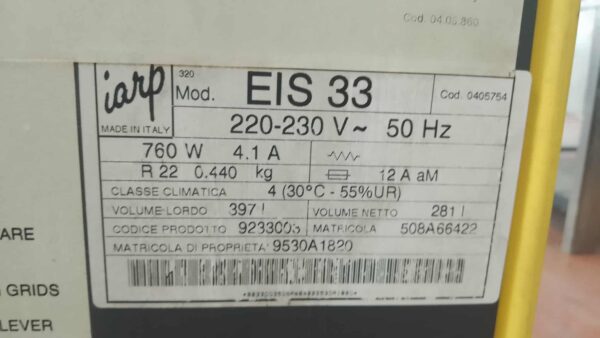 Cod. 04.05.860
iarp
MADE IN ITALY
320
Mod. EIS 33
Cod. 0405754
220-230 V~ 50 Hz
760 W 4.1 A
R 22 0.440 kg
12 A aM
CLASSE CLIMATICA 4 (30°C - 55%UR)
VOLUME LORDO 397 l
VOLUME NETTO 281 l
CODICE PRODOTTO 9233003
MATRICOLA 508A66422
MATRICOLA DI PROPRIETA' 9530A1820
ARE
GRIDS
LEVER